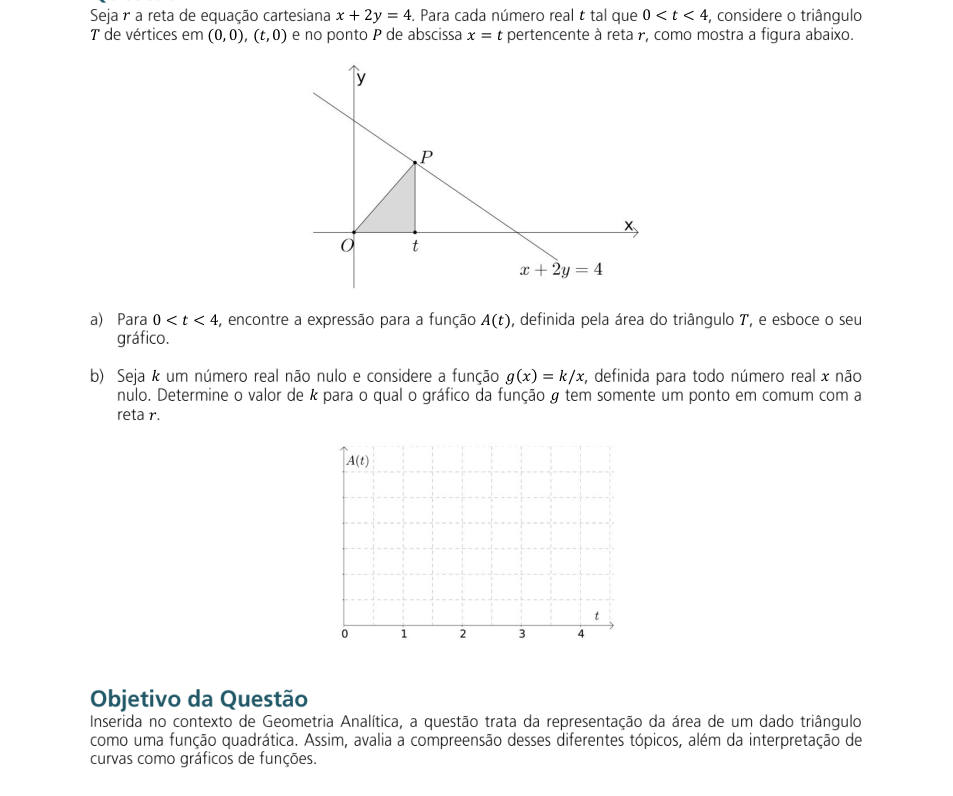 Seja r a reta de equação cartesiana x + 2y = 4. Para cada número real t tal que 0 < t < 4, considere o triângulo
T de vértices em (0,0), (t,0) e no ponto P de abscissa x = t pertencente à reta r, como mostra a figura abaixo.
y
P
x
O
t
x + 2y = 4
a) Para 0 < t < 4, encontre a expressão para a função A(t), definida pela área do triângulo T, e esboce o seu
gráfico.
b) Seja k um número real não nulo e considere a função g(x) = k/x, definida para todo número real x não
nulo. Determine o valor de k para o qual o gráfico da função g tem somente um ponto em comum com a
reta r.
A(t)
t
0 1 2 3 4
Objetivo da Questão
Inserida no contexto de Geometria Analítica, a questão trata da representação da área de um dado triângulo
como uma função quadrática. Assim, avalia a compreensão desses diferentes tópicos, além da interpretação de
curvas como gráficos de funções.